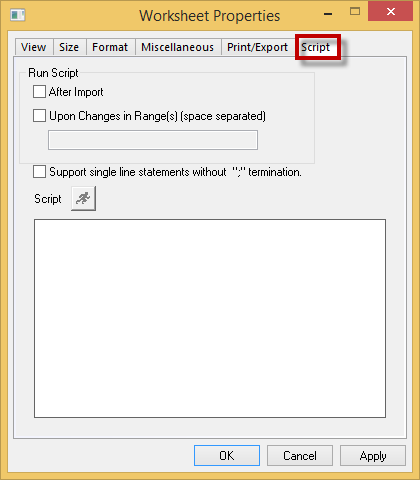 Worksheet Properties
View Size Format Miscellaneous Print/Export Script
Run Script
After Import
Upon Changes in Range(s) (space separated)
Support single line statements without ";" termination.
Script
OK Cancel Apply